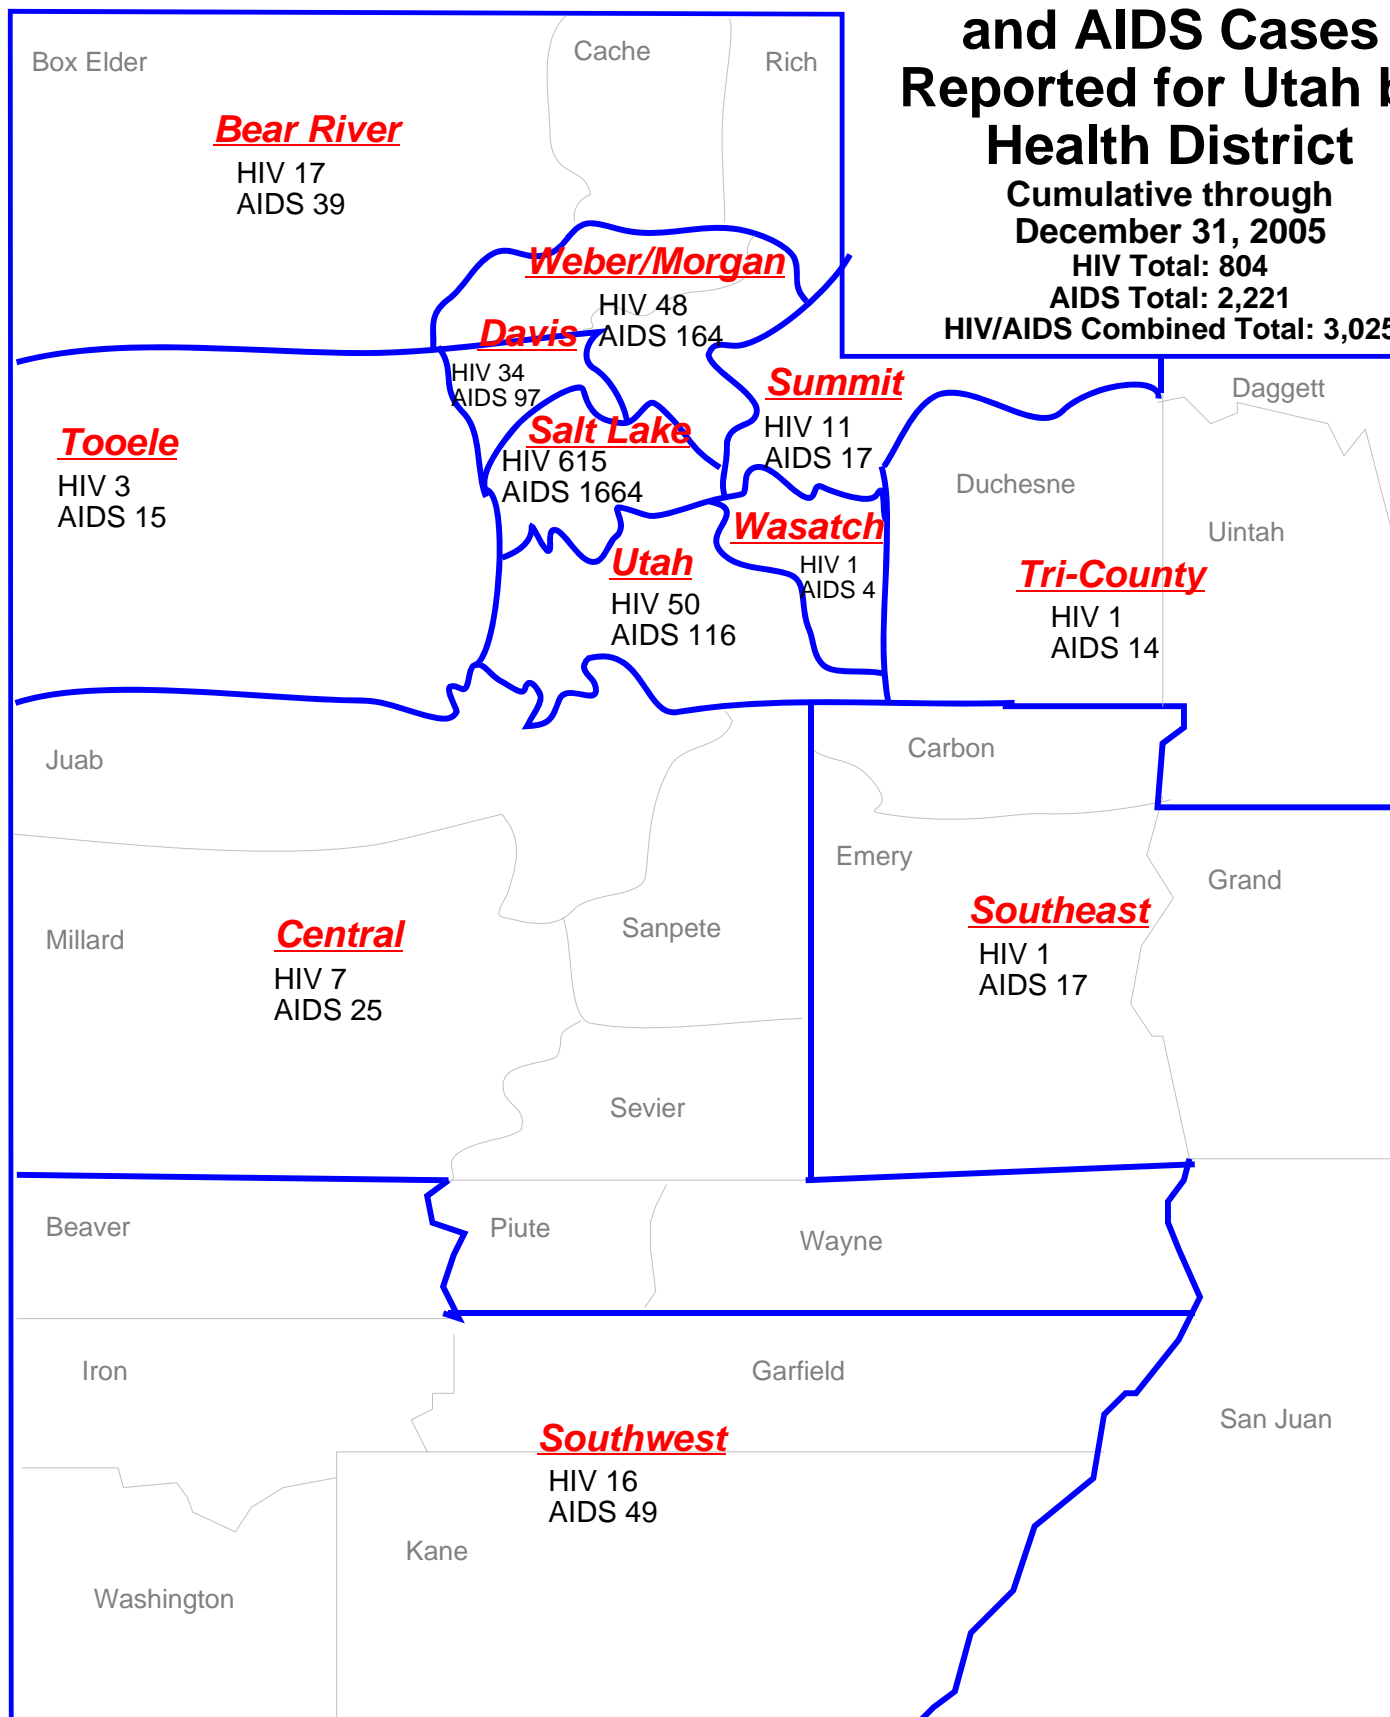 and AIDS Cases
Reported for Utah b
Health District
Cumulative through
December 31, 2005
HIV Total: 804
AIDS Total: 2,221
HIV/AIDS Combined Total: 3,025
Box Elder
Cache
Rich
Bear River
HIV 17
AIDS 39
Weber/Morgan
HIV 48
AIDS 164
Davis
HIV 34
AIDS 97
Summit
HIV 11
AIDS 17
Daggett
Tooele
HIV 3
AIDS 15
Salt Lake
HIV 615
AIDS 1664
Duchesne
Uintah
Wasatch
HIV 1
AIDS 4
Utah
HIV 50
AIDS 116
Tri-County
HIV 1
AIDS 14
Juab
Carbon
Emery
Grand
Millard
Central
HIV 7
AIDS 25
Sanpete
Southeast
HIV 1
AIDS 17
Sevier
Beaver
Piute
Wayne
Iron
Garfield
San Juan
Southwest
HIV 16
AIDS 49
Kane
Washington